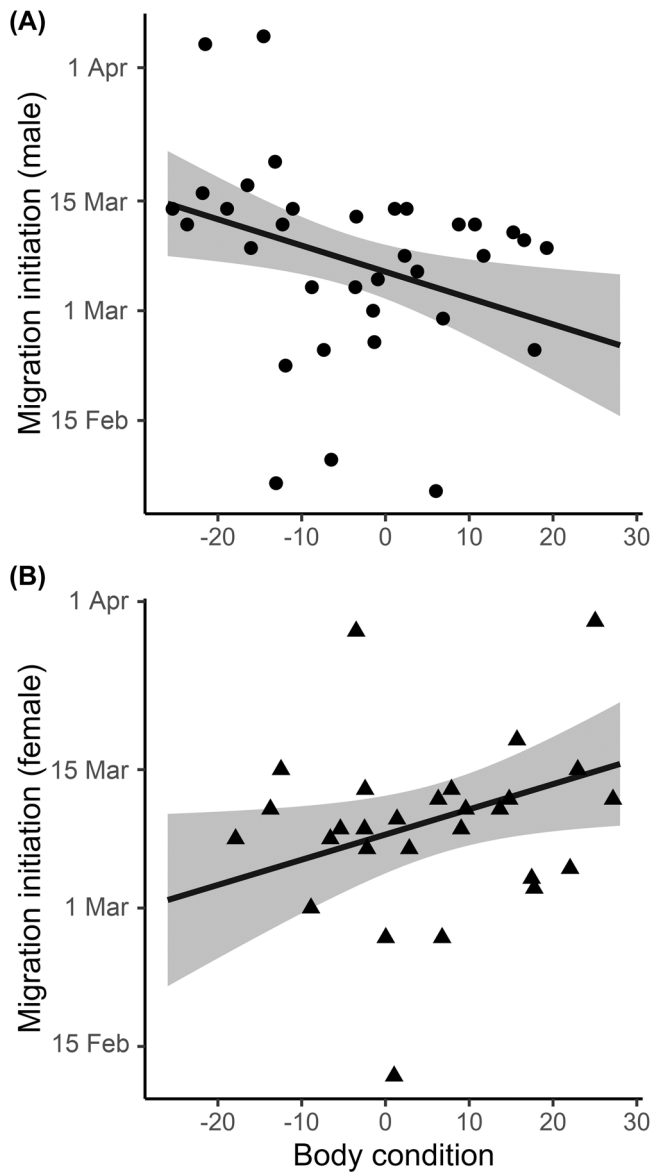 (A)
Migration initiation (male)
1 Apr
15 Mar
1 Mar
15 Feb
-20 -10 0 10 20 30
(B)
Migration initiation (female)
1 Apr
15 Mar
1 Mar
15 Feb
-20 -10 0 10 20 30
Body condition